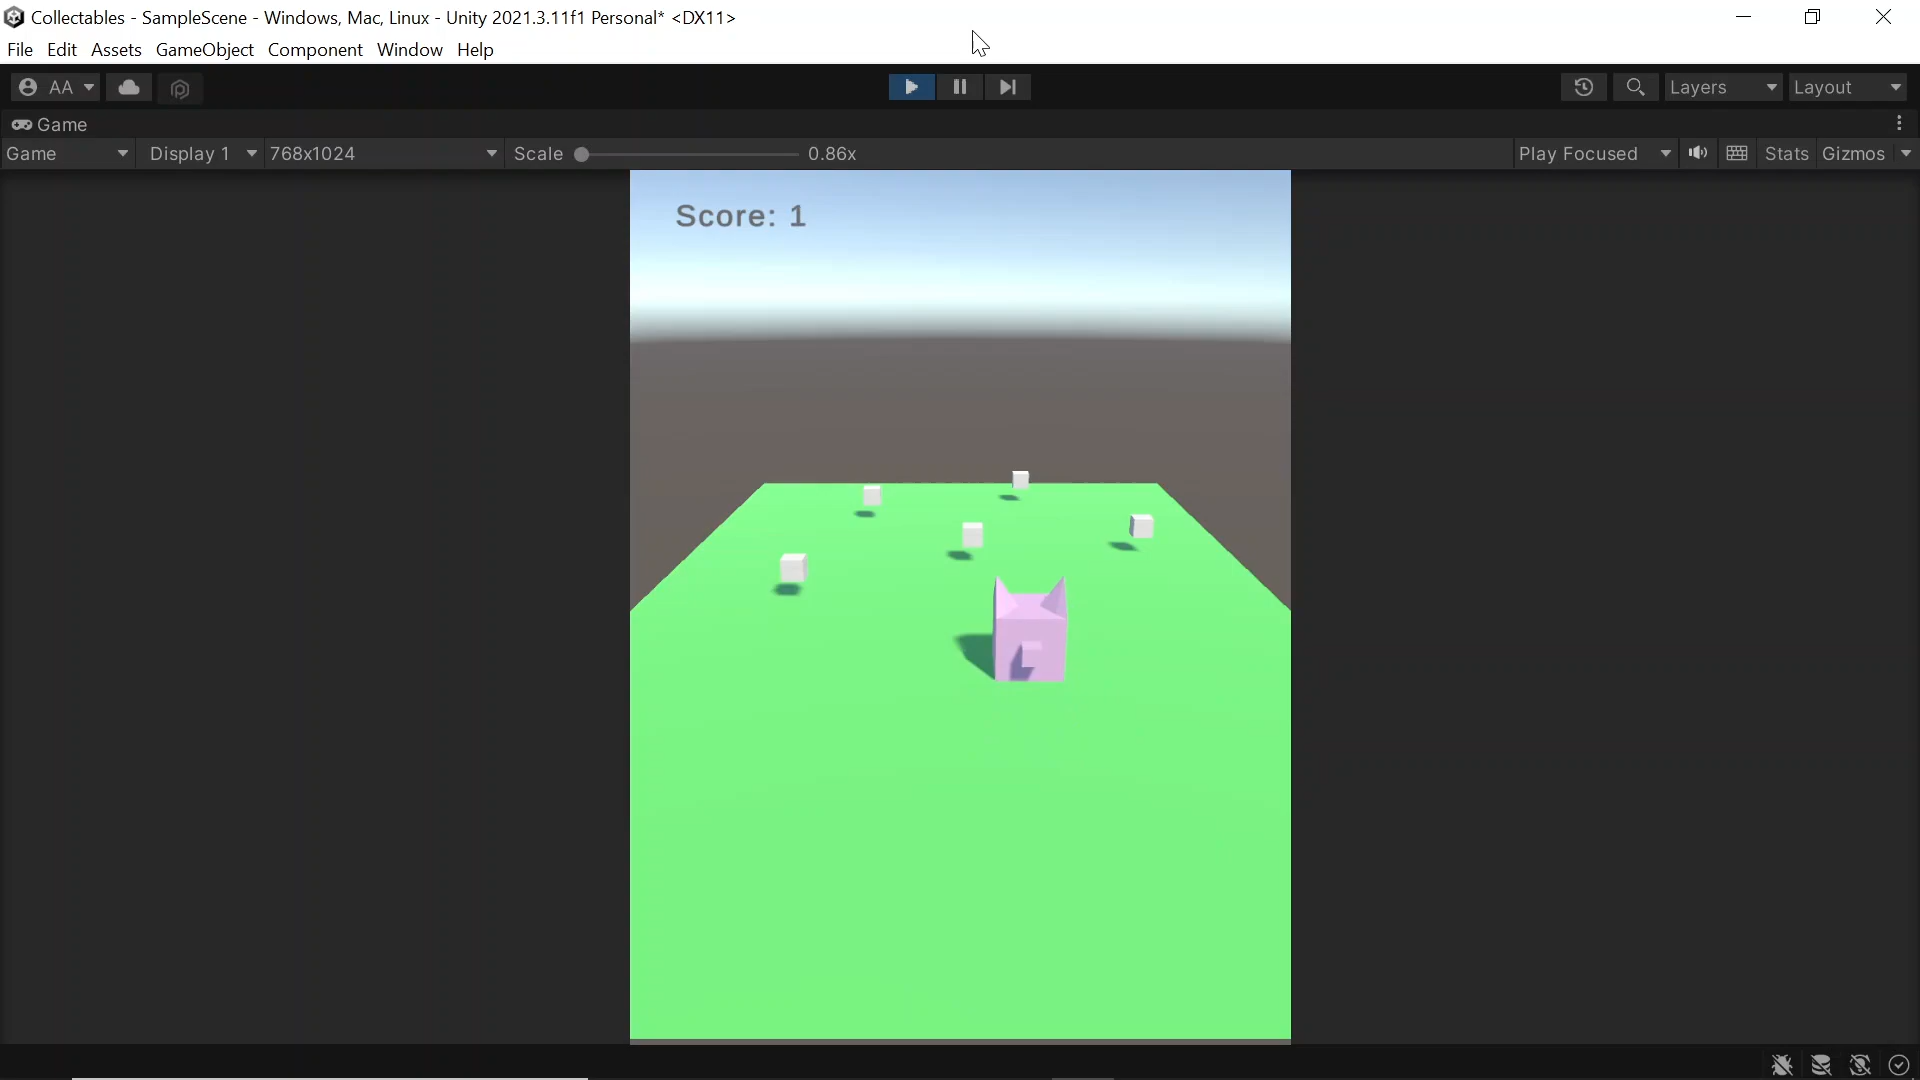 Collectables - SampleScene - Windows, Mac, Linux - Unity 2021.3.11f1 Personal* <DX11>
File Edit Assets GameObject Component Window Help
AA Layers Layout
Game
Game Display 1 768x1024 Scale 0.86x Play Focused Stats Gizmos
Score: 1